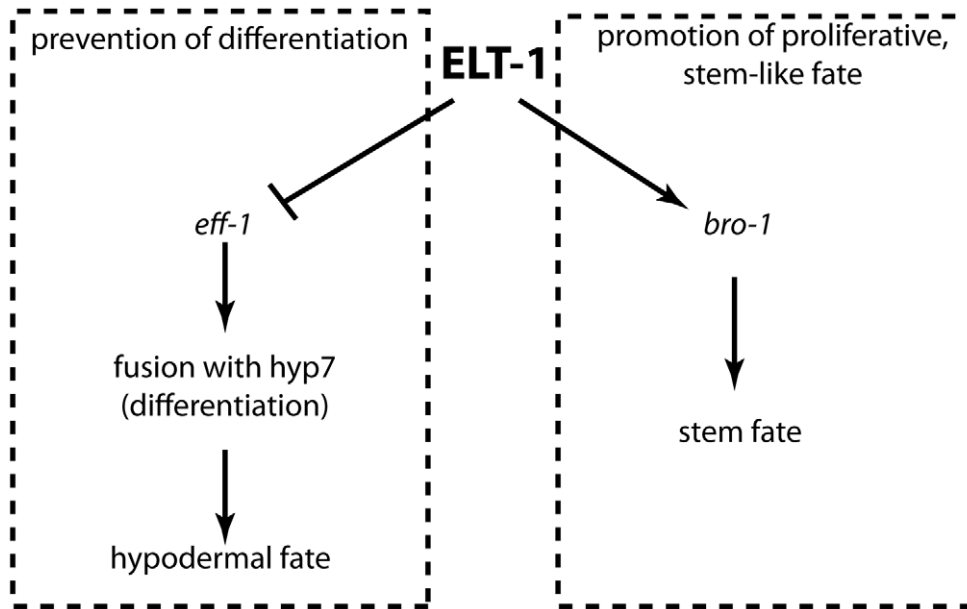 prevention of differentiation
ELT-1
promotion of proliferative,
stem-like fate
eff-1
bro-1
fusion with hyp7
(differentiation)
stem fate
hypodermal fate